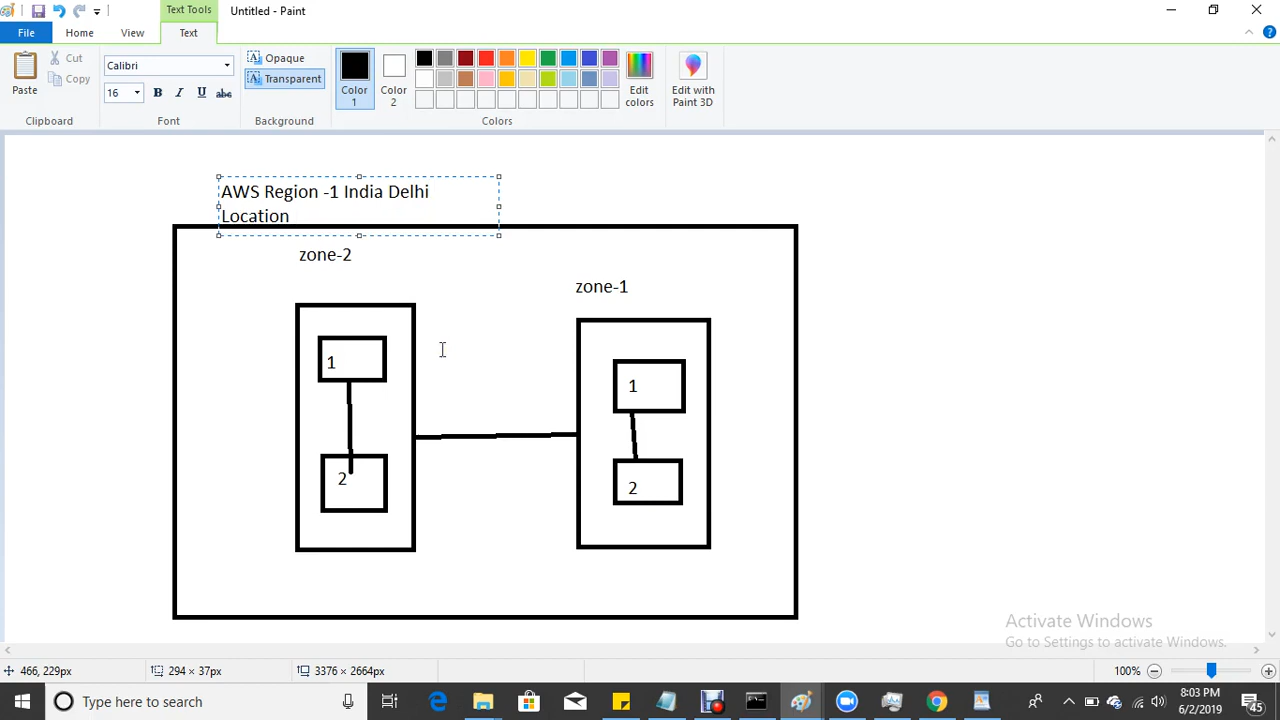 Text Tools
Untitled - Paint
File
Home
View
Text
Paste
Cut
Copy
Clipboard
Calibri
16
B I U abc
Font
Opaque
Transparent
Background
Color 1
Color 2
Edit colors
Edit with Paint 3D
Colors
AWS Region -1 India Delhi
Location
zone-2
zone-1
1
1
2
2
Activate Windows
Go to Settings to activate Windows.
466, 229px
294 × 37px
3376 × 2664px
100%
Type here to search
8:03 PM
6/2/2019
45